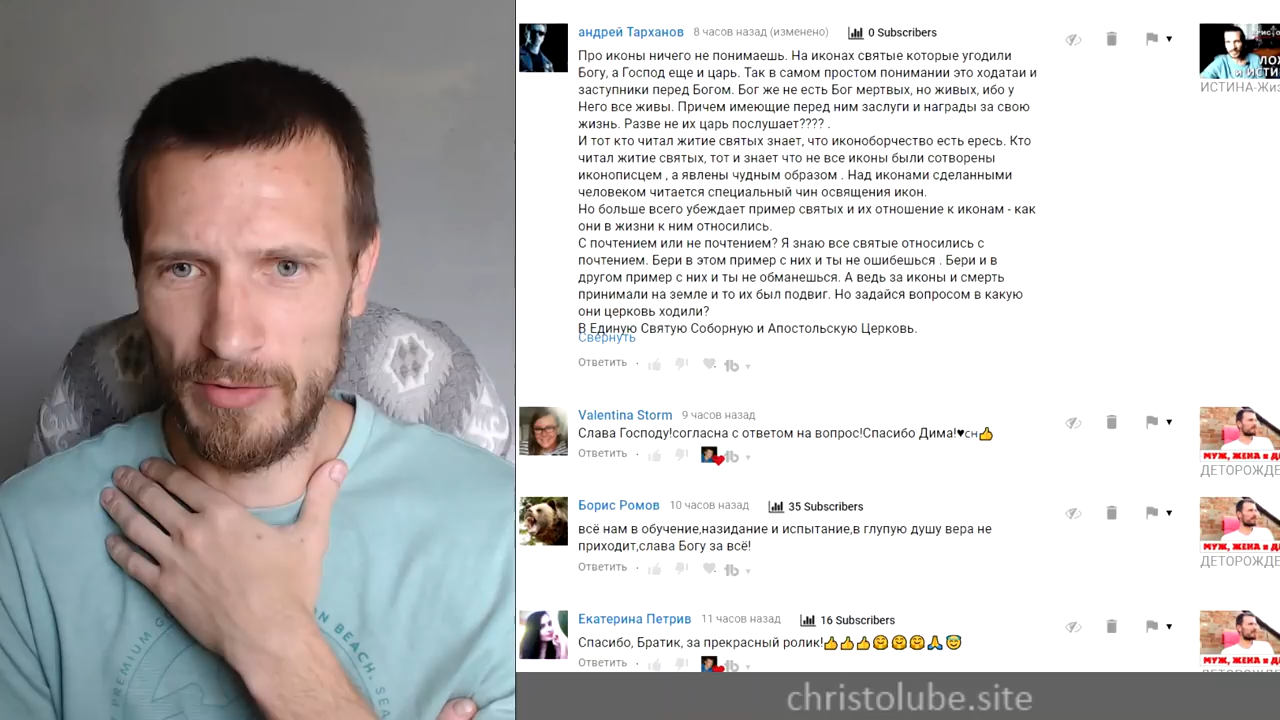 андрей Тарханов 8 часов назад (изменено) 0 Subscribers
Про иконы ничего не понимаешь. На иконах святые которые угодили
Богу, а Господ еще и царь. Так в самом простом понимании это ходатаи и
заступники перед Богом. Бог же не есть Бог мертвых, но живых, ибо у
Него все живы. Причем имеющие перед ним заслуги и награды за свою
жизнь. Разве не их царь послушает???? .
И тот кто читал житие святых знает, что иконоборчество есть ересь. Кто
читал житие святых, тот и знает что не все иконы были сотворены
иконописцем , а явлены чудным образом . Над иконами сделанными
человеком читается специальный чин освящения икон.
Но больше всего убеждает пример святых и их отношение к иконам - как
они в жизни к ним относились.
С почтением или не почтением? Я знаю все святые относились с
почтением. Бери в этом пример с них и ты не ошибешься . Бери и в
другом пример с них и ты не обманешься. А ведь за иконы и смерть
принимали на земле и то их был подвиг. Но задайся вопросом в какую
они церковь ходили?
В Единую Святую Соборную и Апостольскую Церковь.
Свернуть
Ответить
ИСТИНА-Жиз
Valentina Storm 9 часов назад
Слава Господу!согласна с ответом на вопрос!Спасибо Дима!♥сн👍
Ответить
МУЖ, ЖЕНА и Д
ДЕТОРОЖДЕ
Борис Ромов 10 часов назад 35 Subscribers
всё нам в обучение,назидание и испытание,в глупую душу вера не
приходит,слава Богу за всё!
Ответить
МУЖ, ЖЕНА и Д
ДЕТОРОЖДЕ
Екатерина Петрив 11 часов назад 16 Subscribers
Спасибо, Братик, за прекрасный ролик!👍👍👍🤗🤗🤗🙏😇
Ответить
МУЖ, ЖЕНА и Д
christolube.site